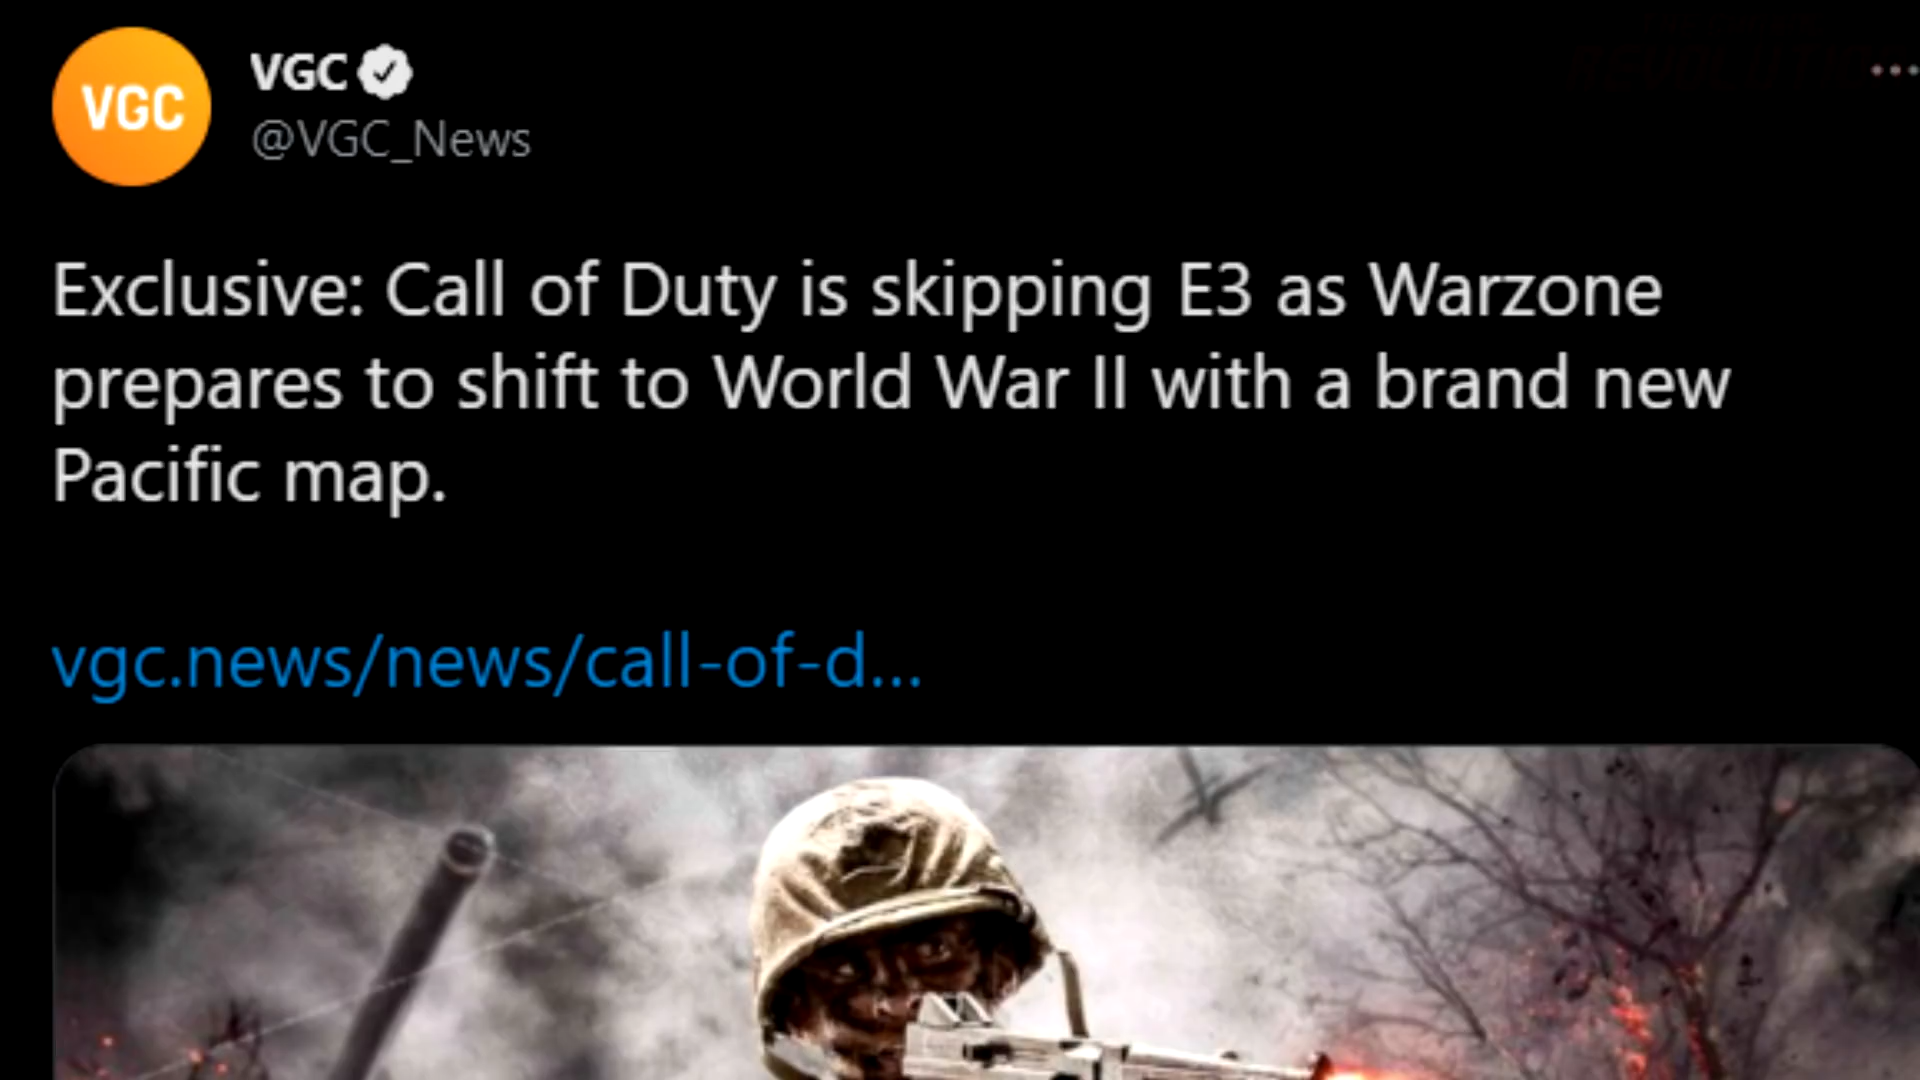 VGC
VGC
@VGC_News
Exclusive: Call of Duty is skipping E3 as Warzone
prepares to shift to World War II with a brand new
Pacific map.
vgc.news/news/call-of-d...